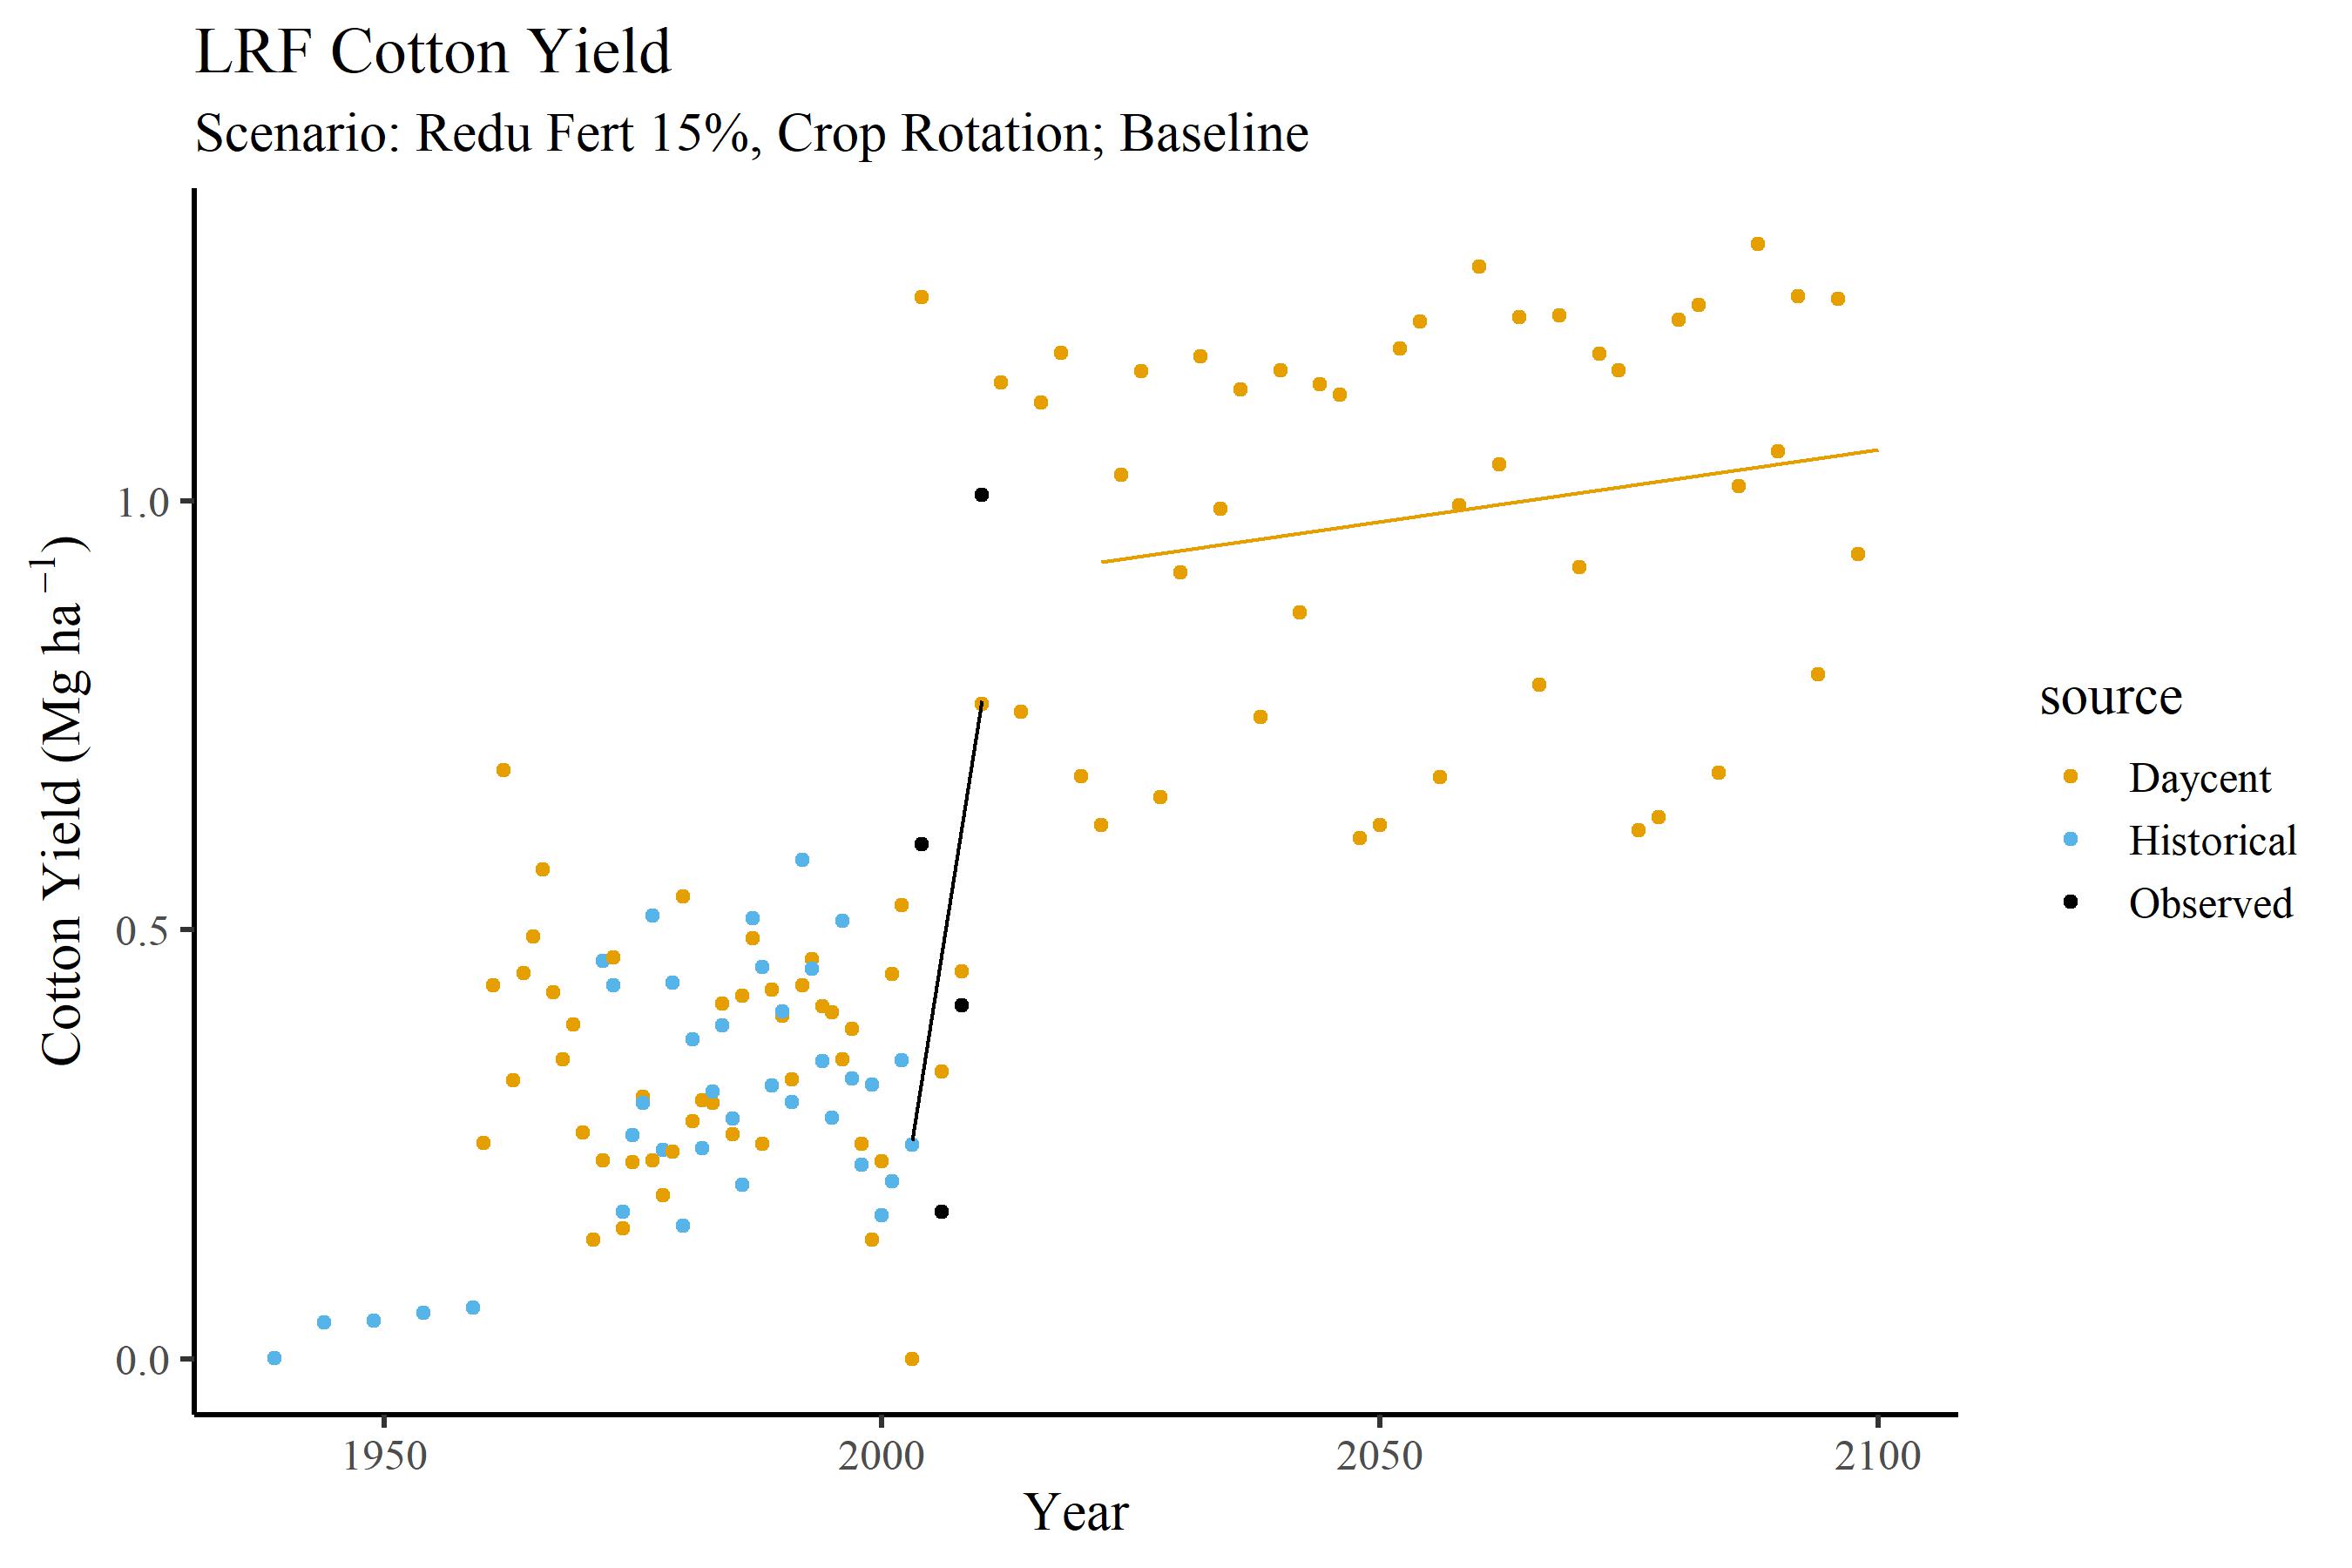 LRF Cotton Yield
Scenario: Redu Fert 15%, Crop Rotation; Baseline
Cotton Yield (Mg ha⁻¹)
1.0
0.5
0.0
1950 2000 2050 2100
Year
source
Daycent
Historical
Observed